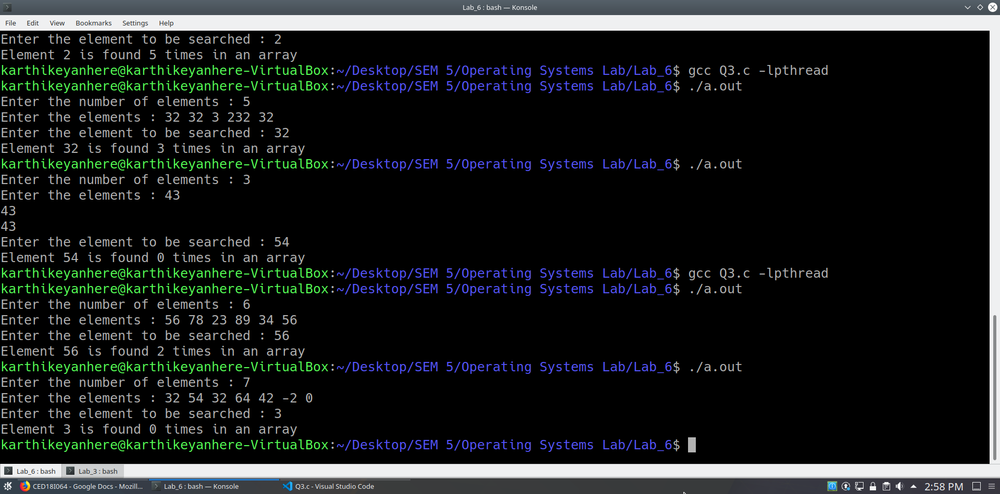 Lab_6 : bash — Konsole
File Edit View Bookmarks Settings Help
Enter the element to be searched : 2
Element 2 is found 5 times in an array
karthikeyanhere@karthikeyanhere-VirtualBox:~/Desktop/SEM 5/Operating Systems Lab/Lab_6$ gcc Q3.c -lpthread
karthikeyanhere@karthikeyanhere-VirtualBox:~/Desktop/SEM 5/Operating Systems Lab/Lab_6$ ./a.out
Enter the number of elements : 5
Enter the elements : 32 32 3 232 32
Enter the element to be searched : 32
Element 32 is found 3 times in an array
karthikeyanhere@karthikeyanhere-VirtualBox:~/Desktop/SEM 5/Operating Systems Lab/Lab_6$ ./a.out
Enter the number of elements : 3
Enter the elements : 43
43
43
Enter the element to be searched : 54
Element 54 is found 0 times in an array
karthikeyanhere@karthikeyanhere-VirtualBox:~/Desktop/SEM 5/Operating Systems Lab/Lab_6$ gcc Q3.c -lpthread
karthikeyanhere@karthikeyanhere-VirtualBox:~/Desktop/SEM 5/Operating Systems Lab/Lab_6$ ./a.out
Enter the number of elements : 6
Enter the elements : 56 78 23 89 34 56
Enter the element to be searched : 56
Element 56 is found 2 times in an array
karthikeyanhere@karthikeyanhere-VirtualBox:~/Desktop/SEM 5/Operating Systems Lab/Lab_6$ ./a.out
Enter the number of elements : 7
Enter the elements : 32 54 32 64 42 -2 0
Enter the element to be searched : 3
Element 3 is found 0 times in an array
karthikeyanhere@karthikeyanhere-VirtualBox:~/Desktop/SEM 5/Operating Systems Lab/Lab_6$
Lab_6 : bash Lab_3 : bash
CED18I064 - Google Docs - Mozill... Lab_6 : bash — Konsole Q3.c - Visual Studio Code 2:58 PM